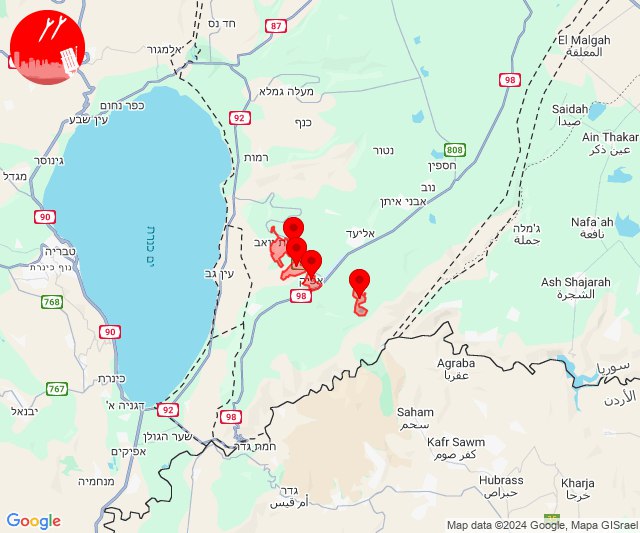 חד נס
אלמגור
87
El Malgah
المعلقة
98
מעלה גמלא
כפר נחום
92
עין שבע
כנף
Saidah
صيدا
Ain Thakar
عين ذكر
גינוסר
808
נטור
רמות
חספין
מגדל
נוב
אבני איתן
90
אליעד
ג'מלה
جملة
Nafa`ah
نافعة
ים כנרת
טבריה
נוף כינרת
עין גב
אפיק
98
Ash Shajarah
الشجرة
768
90
Agraba
عقربا
سوريا
الأردن
כינרת
767
דגניה א'
92
98
Saham
سحم
יבנאל
שער הגולן
אפיקים
חמת גדר
Kafr Sawm
كفر صوم
מנחמיה
גדר
أم قيس
Hubrass
حبراص
Kharja
خرجا
Google
Map data ©2024 Google, Mapa GISrael